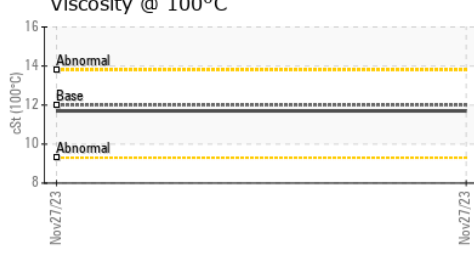 Viscosity @ 100°C
16
14
12
10
8
cSt (100°C)
Abnormal
Base
Abnormal
Nov27/23
Nov27/23